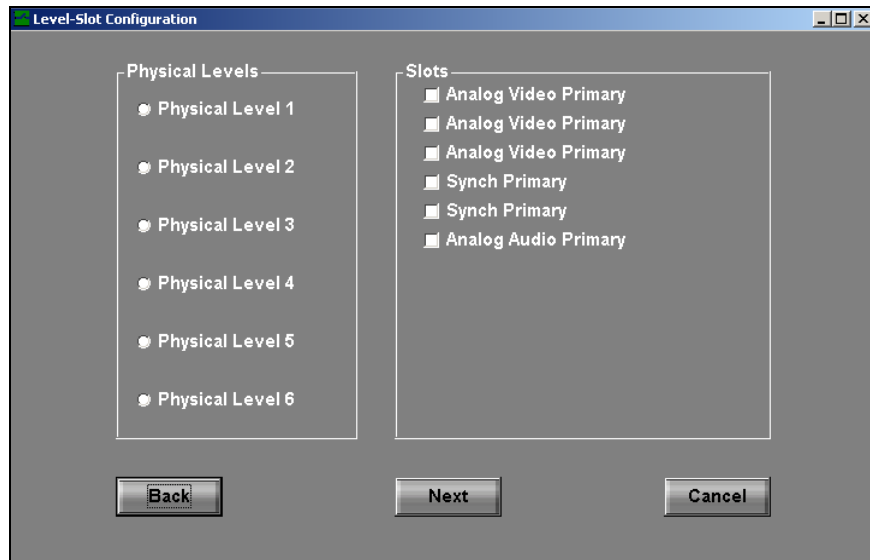 Level-Slot Configuration
Physical Levels
Physical Level 1
Physical Level 2
Physical Level 3
Physical Level 4
Physical Level 5
Physical Level 6
Slots
Analog Video Primary
Analog Video Primary
Analog Video Primary
Synch Primary
Synch Primary
Analog Audio Primary
Back
Next
Cancel